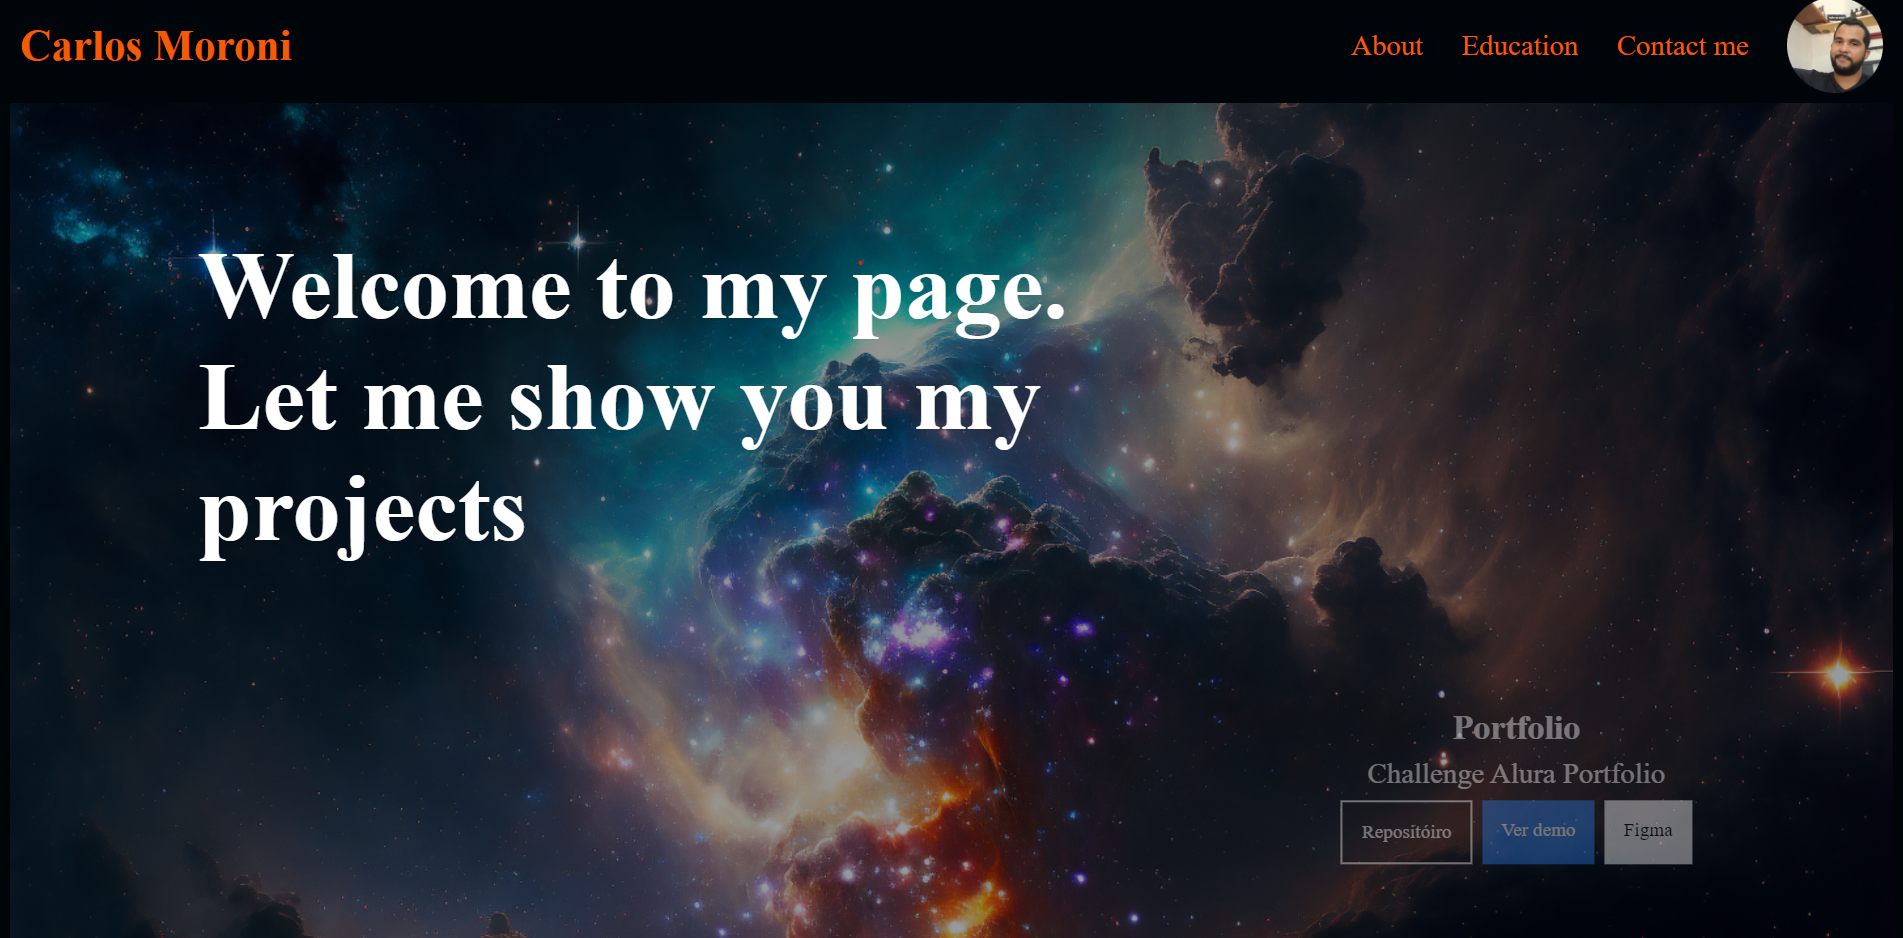 Carlos Moroni
About
Education
Contact me
Welcome to my page.
Let me show you my
projects
Portfolio
Challenge Alura Portfolio
Repositóiro
Ver demo
Figma